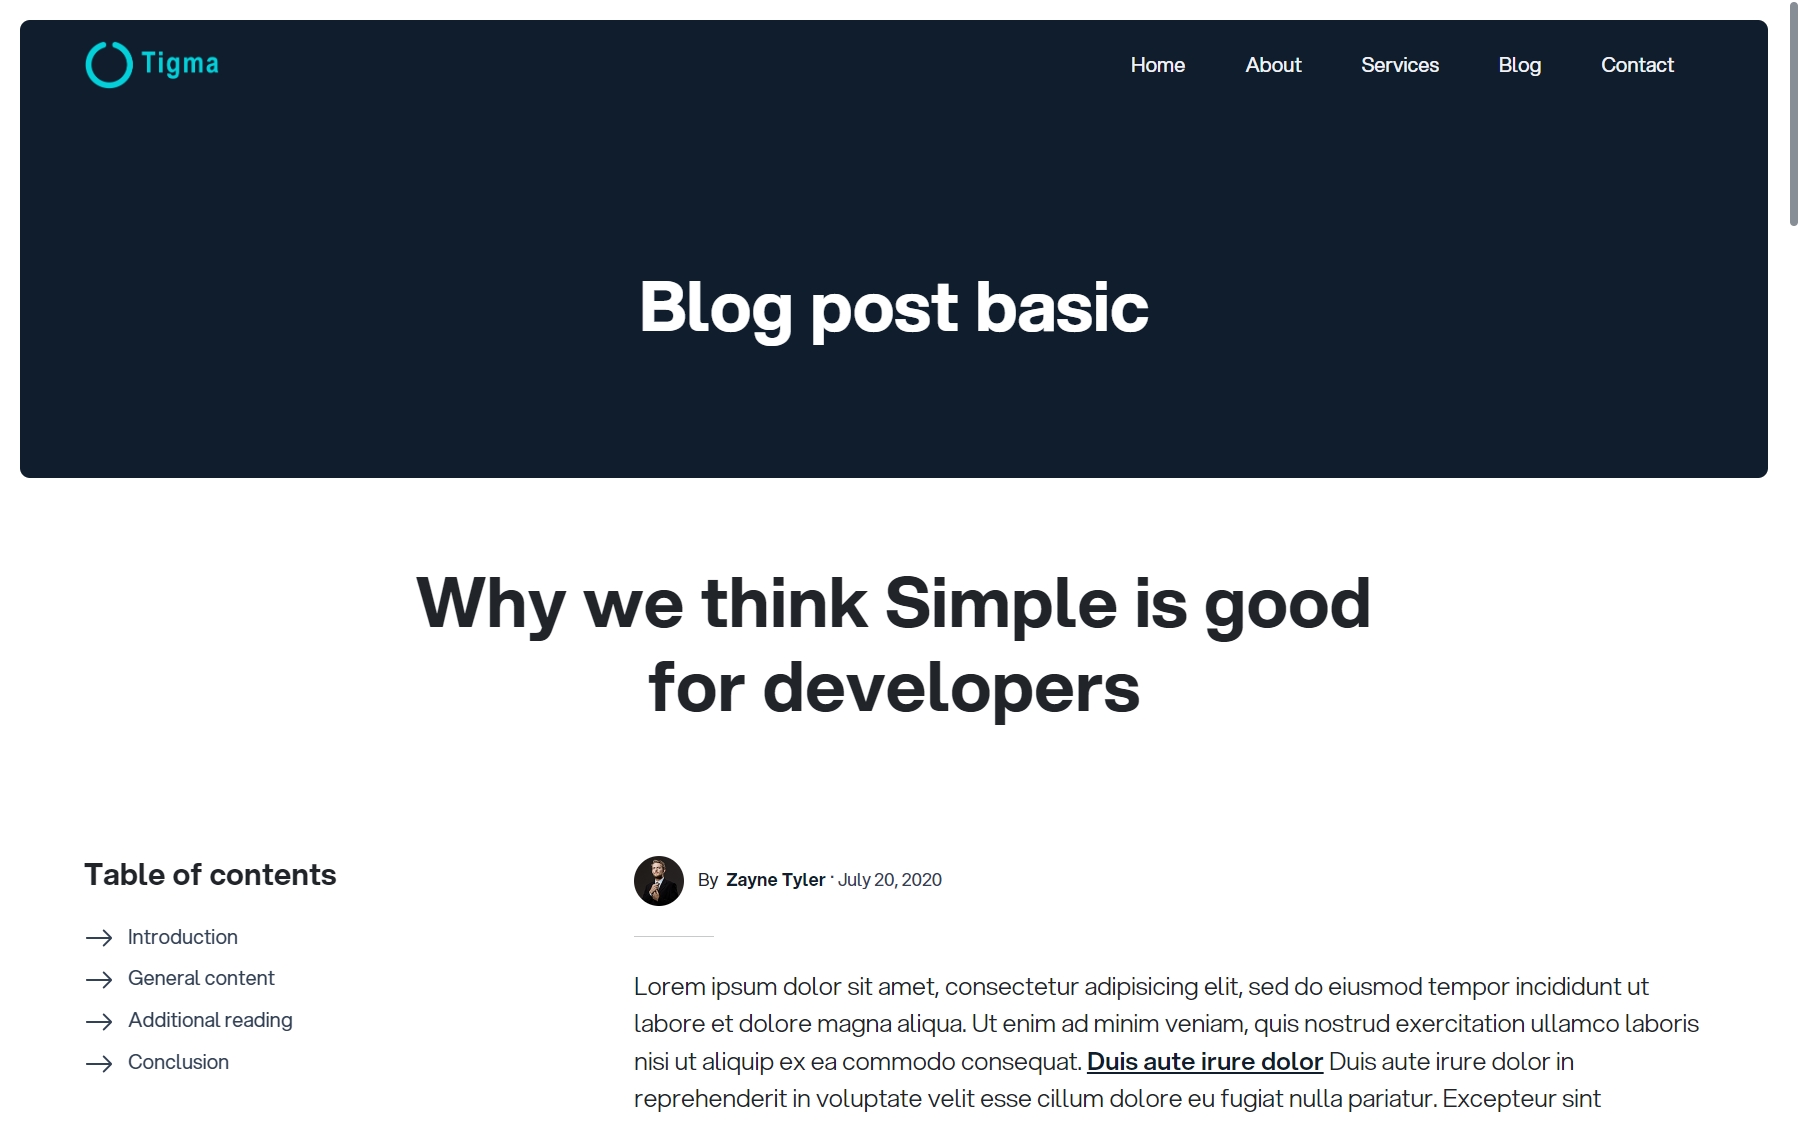 Tigma
Home About Services Blog Contact
Blog post basic
Why we think Simple is good
for developers
Table of contents
Introduction
General content
Additional reading
Conclusion
By Zayne Tyler · July 20, 2020
Lorem ipsum dolor sit amet, consectetur adipisicing elit, sed do eiusmod tempor incididunt ut
labore et dolore magna aliqua. Ut enim ad minim veniam, quis nostrud exercitation ullamco laboris
nisi ut aliquip ex ea commodo consequat. Duis aute irure dolor Duis aute irure dolor in
reprehenderit in voluptate velit esse cillum dolore eu fugiat nulla pariatur. Excepteur sint